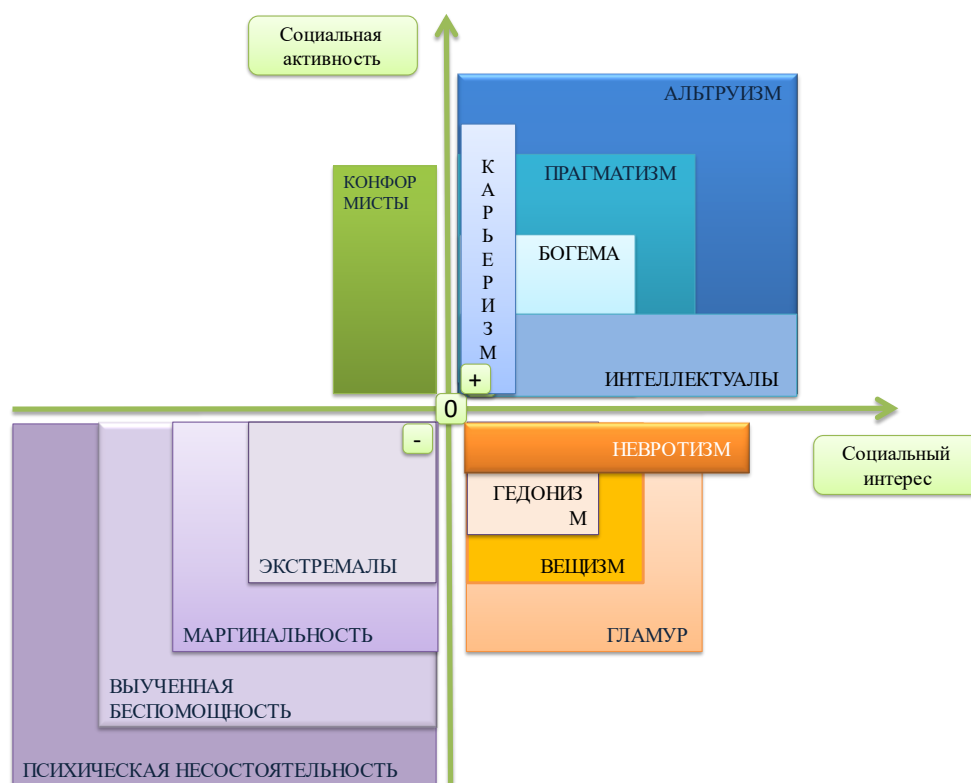 Социальная
активность
АЛЬТРУИЗМ
КОНФОР
МИСТЫ
К
А
Р
Ь
Е
Р
И
З
М
ПРАГМАТИЗМ
БОГЕМА
ИНТЕЛЛЕКТУАЛЫ
+
0
-
НЕВРОТИЗМ
Социальный
интерес
ГЕДОНИЗ
М
ЭКСТРЕМАЛЫ
ВЕЩИЗМ
МАРГИНАЛЬНОСТЬ
ГЛАМУР
ВЫУЧЕННАЯ
БЕСПОМОЩНОСТЬ
ПСИХИЧЕСКАЯ НЕСОСТОЯТЕЛЬНОСТЬ